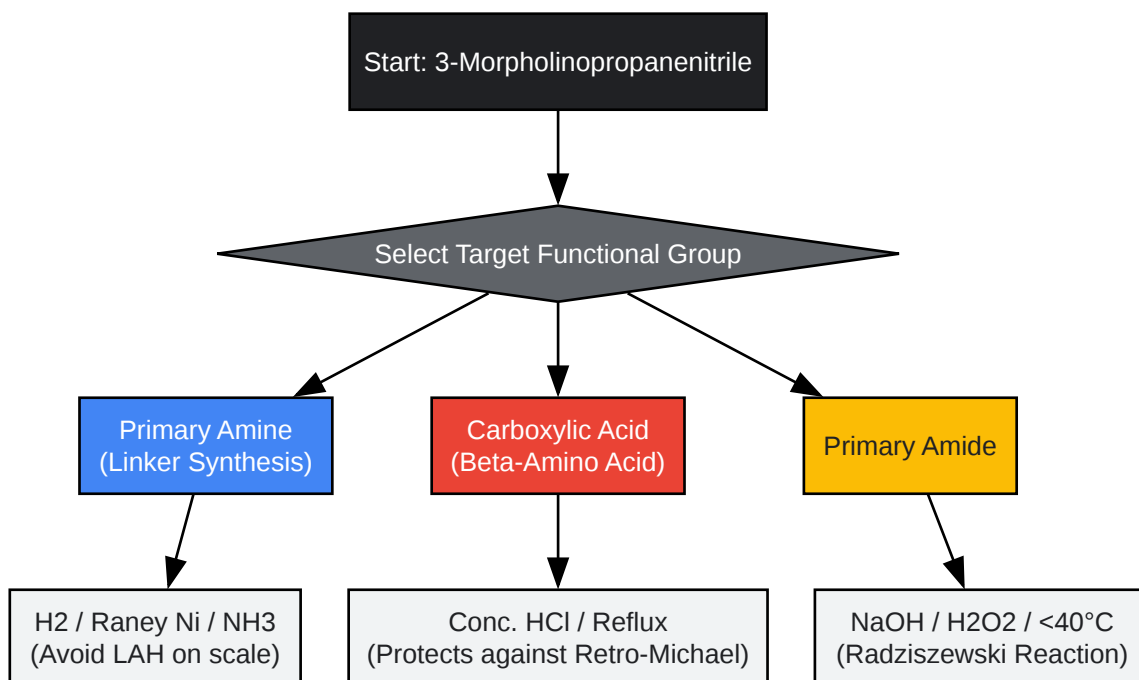 Start: 3-Morpholinopropanenitrile
Select Target Functional Group
Primary Amine
(Linker Synthesis)
Carboxylic Acid
(Beta-Amino Acid)
Primary Amide
H2 / Raney Ni / NH3
(Avoid LAH on scale)
Conc. HCl / Reflux
(Protects against Retro-Michael)
NaOH / H2O2 / <40°C
(Radziszewski Reaction)